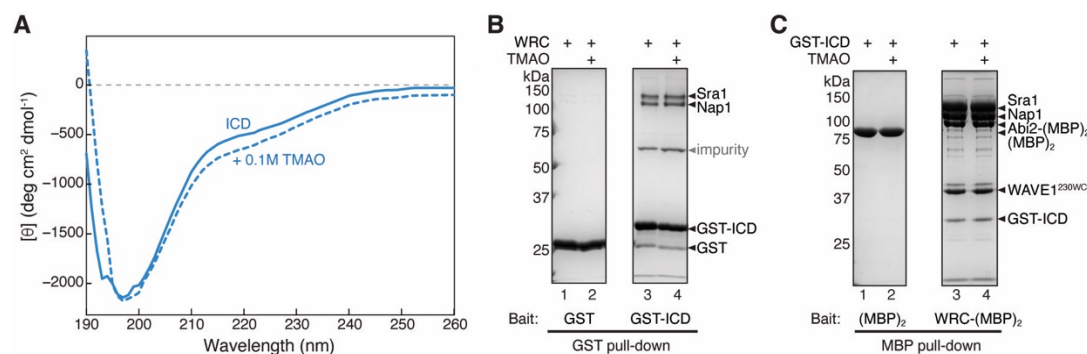 A
[θ] (deg cm² dmol⁻¹)
0
−500
−1000
−1500
−2000
ICD
+ 0.1M TMAO
190 200 210 220 230 240 250 260
Wavelength (nm)
B
WRC + + + +
TMAO + +
kDa
150
100
75
50
37
25
Sra1
Nap1
impurity
GST-ICD
GST
1 2 3 4
Bait: GST GST-ICD
GST pull-down
C
GST-ICD + + + +
TMAO + +
kDa
150
100
75
50
37
25
Sra1
Nap1
Abi2-(MBP)₂
(MBP)₂
WAVE1²³⁰ᵂᶜ
GST-ICD
1 2 3 4
Bait: (MBP)₂ WRC-(MBP)₂
MBP pull-down